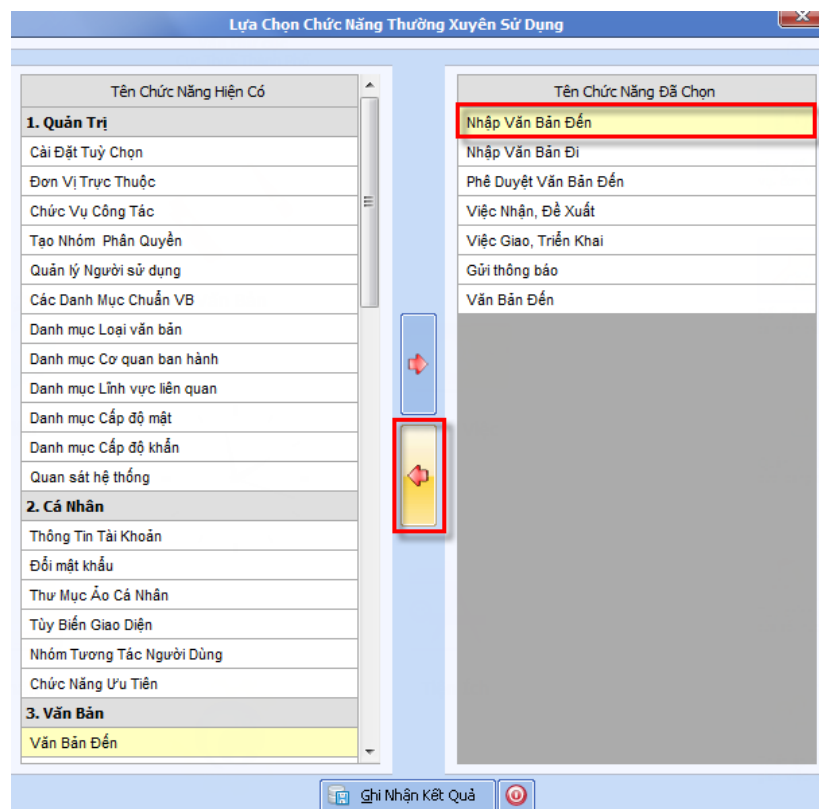 Lựa Chọn Chức Năng Thường Xuyên Sử Dụng
Tên Chức Năng Hiện Có
1. Quản Trị
Cài Đặt Tuỳ Chọn
Đơn Vị Trực Thuộc
Chức Vụ Công Tác
Tạo Nhóm Phân Quyền
Quản lý Người sử dụng
Các Danh Mục Chuẩn VB
Danh mục Loại văn bản
Danh mục Cơ quan ban hành
Danh mục Lĩnh vực liên quan
Danh mục Cấp độ mật
Danh mục Cấp độ khẩn
Quan sát hệ thống
2. Cá Nhân
Thông Tin Tài Khoản
Đổi mật khẩu
Thư Mục Ảo Cá Nhân
Tùy Biến Giao Diện
Nhóm Tương Tác Người Dùng
Chức Năng Ưu Tiên
3. Văn Bản
Văn Bản Đến
Tên Chức Năng Đã Chọn
Nhập Văn Bản Đến
Nhập Văn Bản Đi
Phê Duyệt Văn Bản Đến
Việc Nhận, Đề Xuất
Việc Giao, Triển Khai
Gửi thông báo
Văn Bản Đến
Ghi Nhận Kết Quả